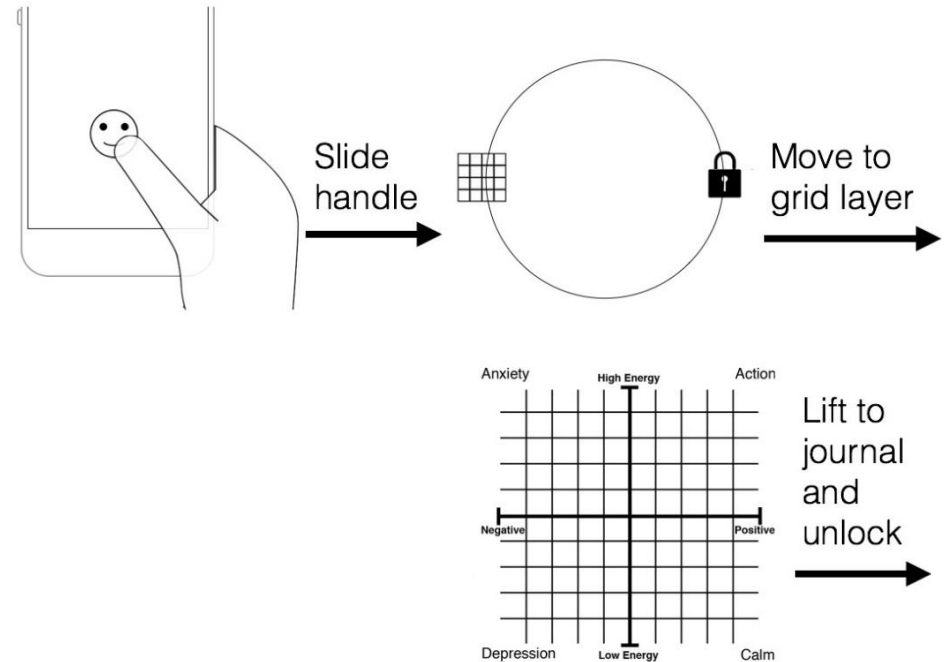 Slide
handle
Move to
grid layer
Anxiety
High Energy
Action
Negative
Positive
Depression
Low Energy
Calm
Lift to
journal
and
unlock